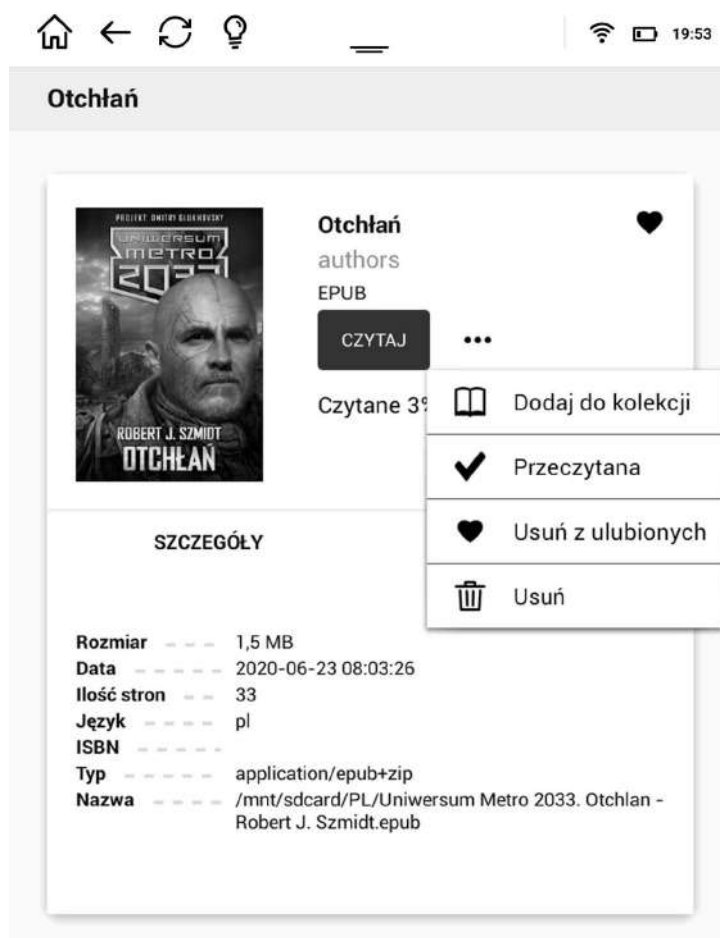 19:53
Otchłań
PROJEKT DMITRY GLUKHOVSKY
UNIWERSUM
METRO
2033
ROBERT J. SZMIDT
OTCHŁAŃ
Otchłań
authors
EPUB
CZYTAJ
Czytane 3%
Dodaj do kolekcji
Przeczytana
Usuń z ulubionych
Usuń
SZCZEGÓŁY
Rozmiar 1,5 MB
Data 2020-06-23 08:03:26
Ilość stron 33
Język pl
ISBN
Typ application/epub+zip
Nazwa /mnt/sdcard/PL/Uniwersum Metro 2033. Otchlan -
Robert J. Szmidt.epub